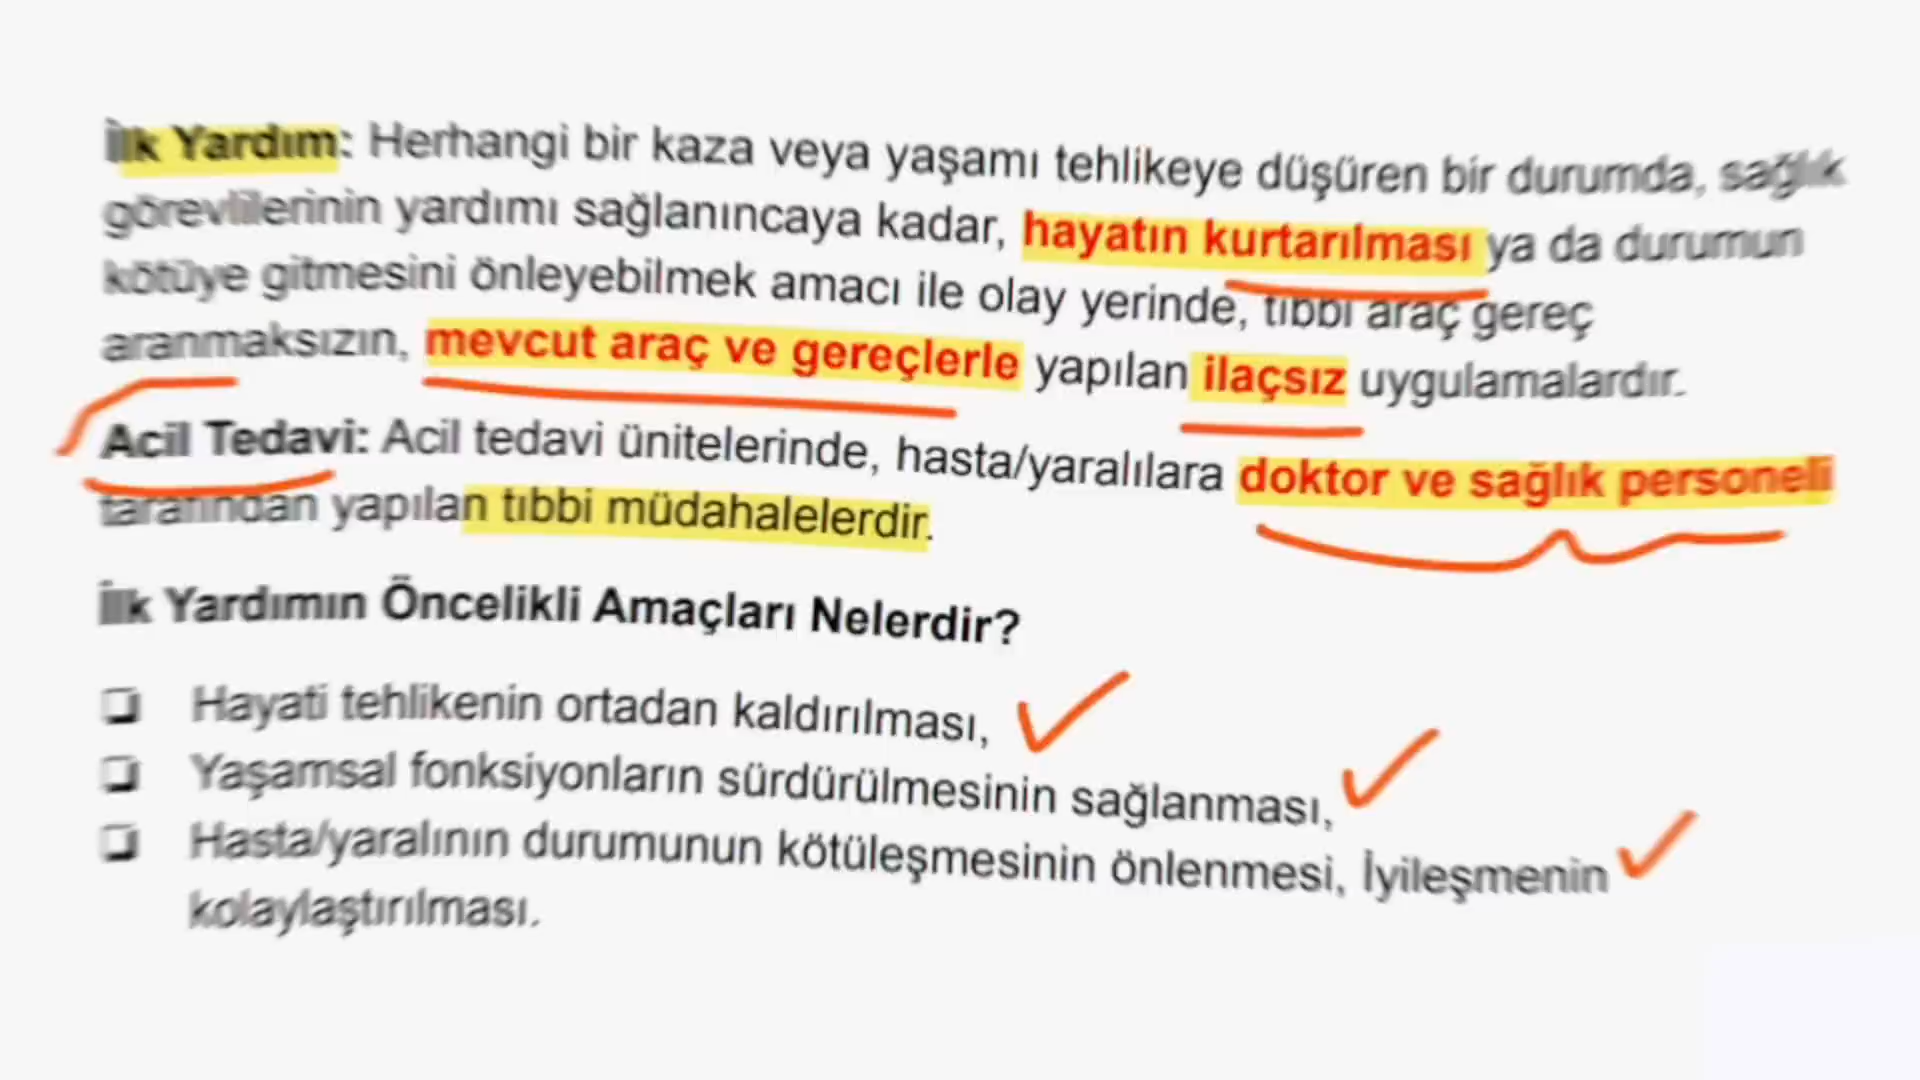 İlk Yardım: Herhangi bir kaza veya yaşamı tehlikeye düşüren bir durumda, sağlık
görevlilerinin yardımı sağlanıncaya kadar, hayatın kurtarılması ya da durumun
kötüye gitmesini önleyebilmek amacı ile olay yerinde, tıbbi araç gereç
aranmaksızın, mevcut araç ve gereçlerle yapılan ilaçsız uygulamalardır.
Acil Tedavi: Acil tedavi ünitelerinde, hasta/yaralılara doktor ve sağlık personeli
tarafından yapılan tıbbi müdahalelerdir.
İlk Yardımın Öncelikli Amaçları Nelerdir?
Hayati tehlikenin ortadan kaldırılması,
Yaşamsal fonksiyonların sürdürülmesinin sağlanması,
Hasta/yaralının durumunun kötüleşmesinin önlenmesi, İyileşmenin
kolaylaştırılması.